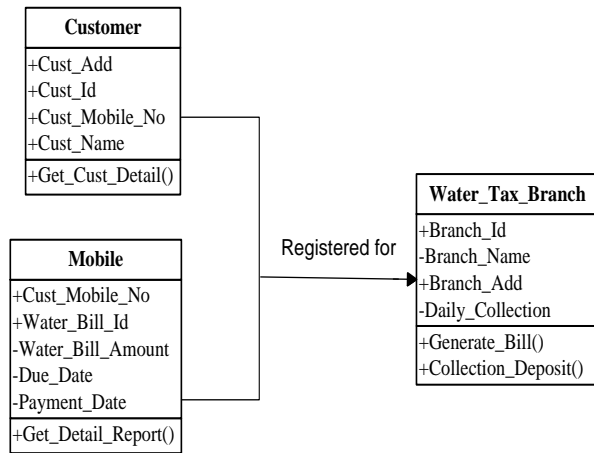 Customer
+Cust_Add
+Cust_Id
+Cust_Mobile_No
+Cust_Name
+Get_Cust_Detail()
Mobile
+Cust_Mobile_No
+Water_Bill_Id
-Water_Bill_Amount
-Due_Date
-Payment_Date
+Get_Detail_Report()
Registered for
Water_Tax_Branch
+Branch_Id
-Branch_Name
+Branch_Add
-Daily_Collection
+Generate_Bill()
+Collection_Deposit()